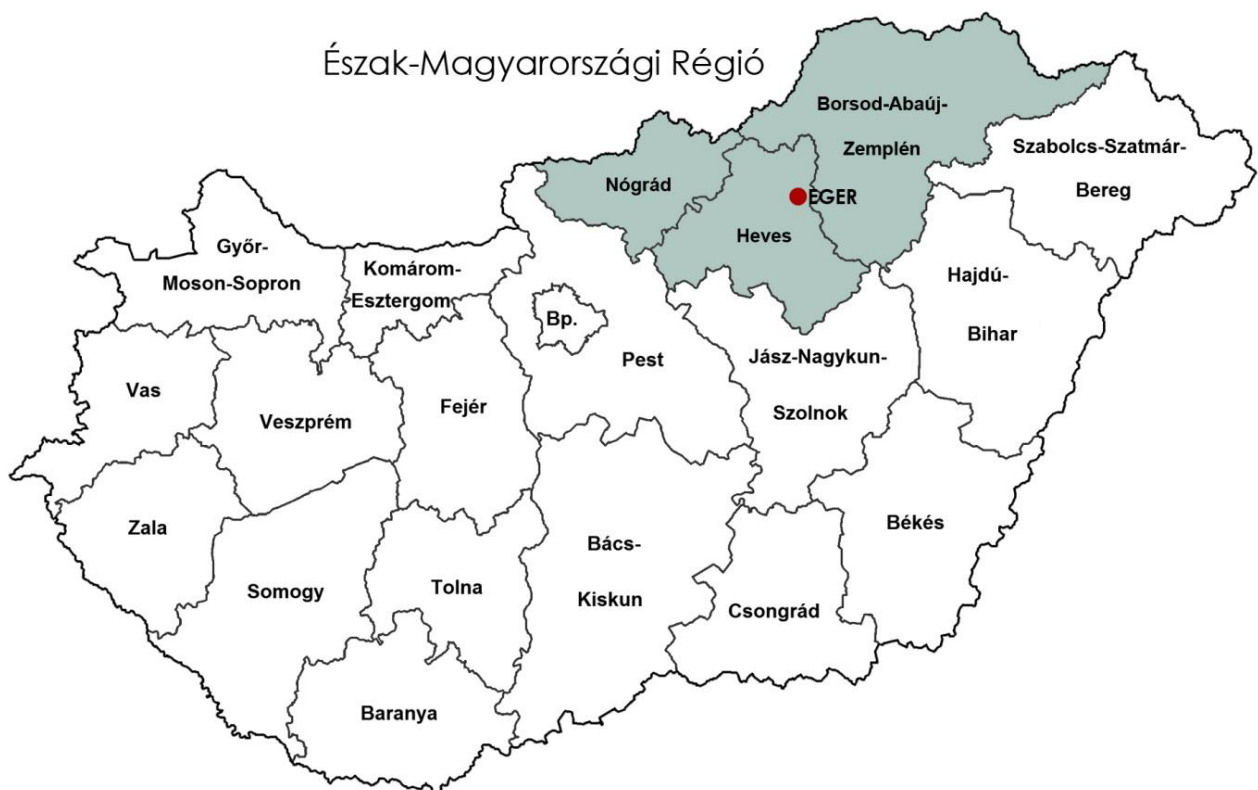 Észak-Magyarországi Régió
Borsod-Abaúj-
Zemplén
Szabolcs-Szatmár-
Bereg
Nógrád
EGER
Heves
Győr-
Moson-Sopron
Komárom-
Esztergom
Hajdú-
Bihar
Bp.
Pest
Jász-Nagykun-
Szolnok
Vas
Veszprém
Fejér
Zala
Somogy
Tolna
Bács-
Kiskun
Békés
Csongrád
Baranya